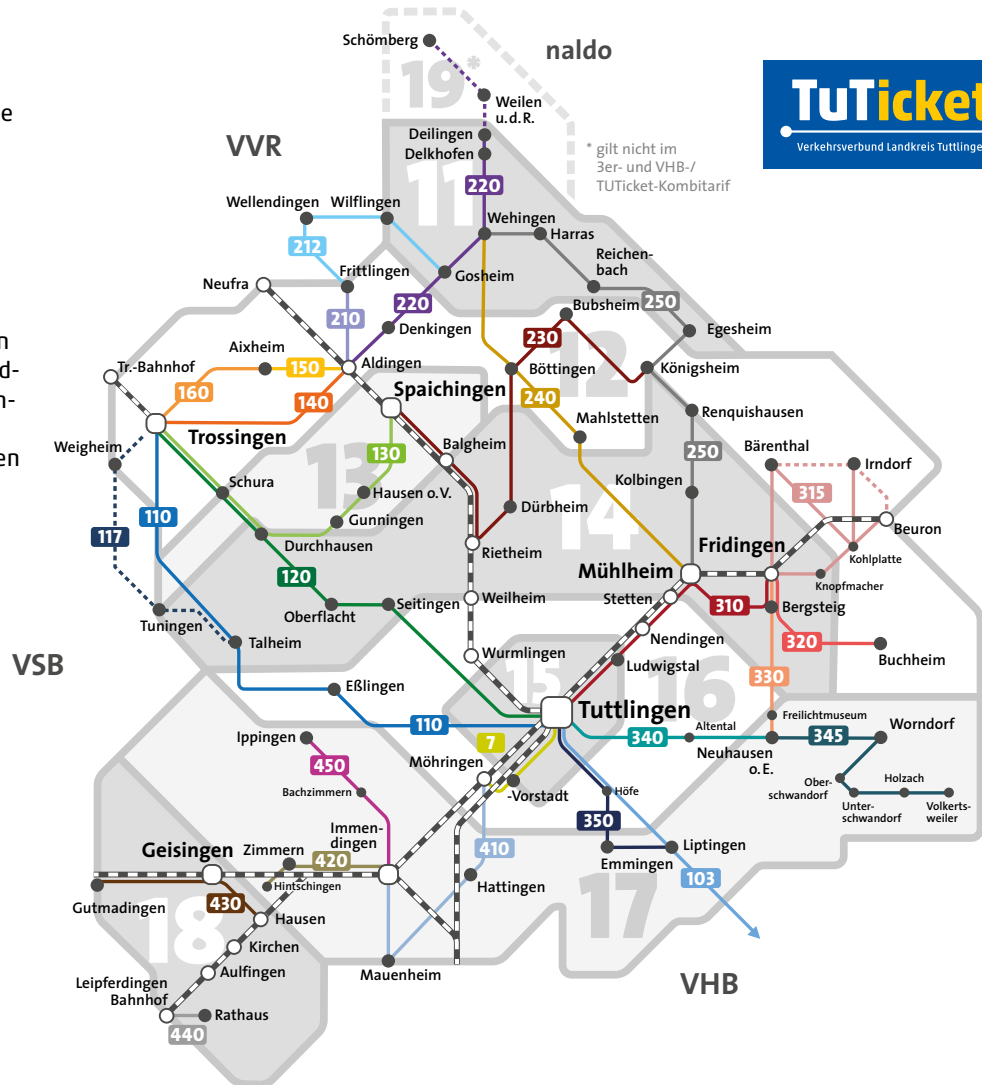 e
n
d-
n-
en
Schömberg
naldo
19*
Weilen
u.d.R.
TuTicket
Verkehrsverbund Landkreis Tuttlinge
Deilingen
Delkhofen
* gilt nicht im
3er- und VHB-/
TUTicket-Kombitarif
VVR
11
220
Wellendingen
Wilflingen
Wehingen
Harras
212
Reichen-
bach
Frittlingen
Gosheim
Neufra
220
250
210
Bubsheim
Denkingen
Egesheim
230
12
Aixheim
Aldingen
Tr.-Bahnhof
150
Böttingen
Königsheim
160
Spaichingen
240
140
Mahlstetten
Renquishausen
Trossingen
Weigheim
Balgheim
Bärenthal
Irndorf
13
130
250
Schura
Hausen o.V.
Kolbingen
315
110
14
Dürbheim
Gunningen
Beuron
117
Durchhausen
Rietheim
Fridingen
Kohlplatte
Mühlheim
120
Knopfmacher
Oberflacht
Seitingen
Weilheim
Stetten
310
Bergsteig
Tuningen
Nendingen
320
Talheim
Wurmlingen
Ludwigstal
Buchheim
VSB
15
16
330
Eßlingen
Tuttlingen
Freilichtmuseum
Worndorf
110
340
Altental
345
Ippingen
7
Neuhausen
o.E.
450
Möhringen
Ober-
schwandorf
Holzach
Bachzimmern
-Vorstadt
Höfe
Unter-
schwandorf
Volkerts-
weiler
350
Immen-
dingen
410
Liptingen
Geisingen
Zimmern
420
Emmingen
103
Hintschingen
Hattingen
17
Gutmadingen
430
18
Hausen
Kirchen
Mauenheim
VHB
Aulfingen
Leipferdingen
Bahnhof
Rathaus
440